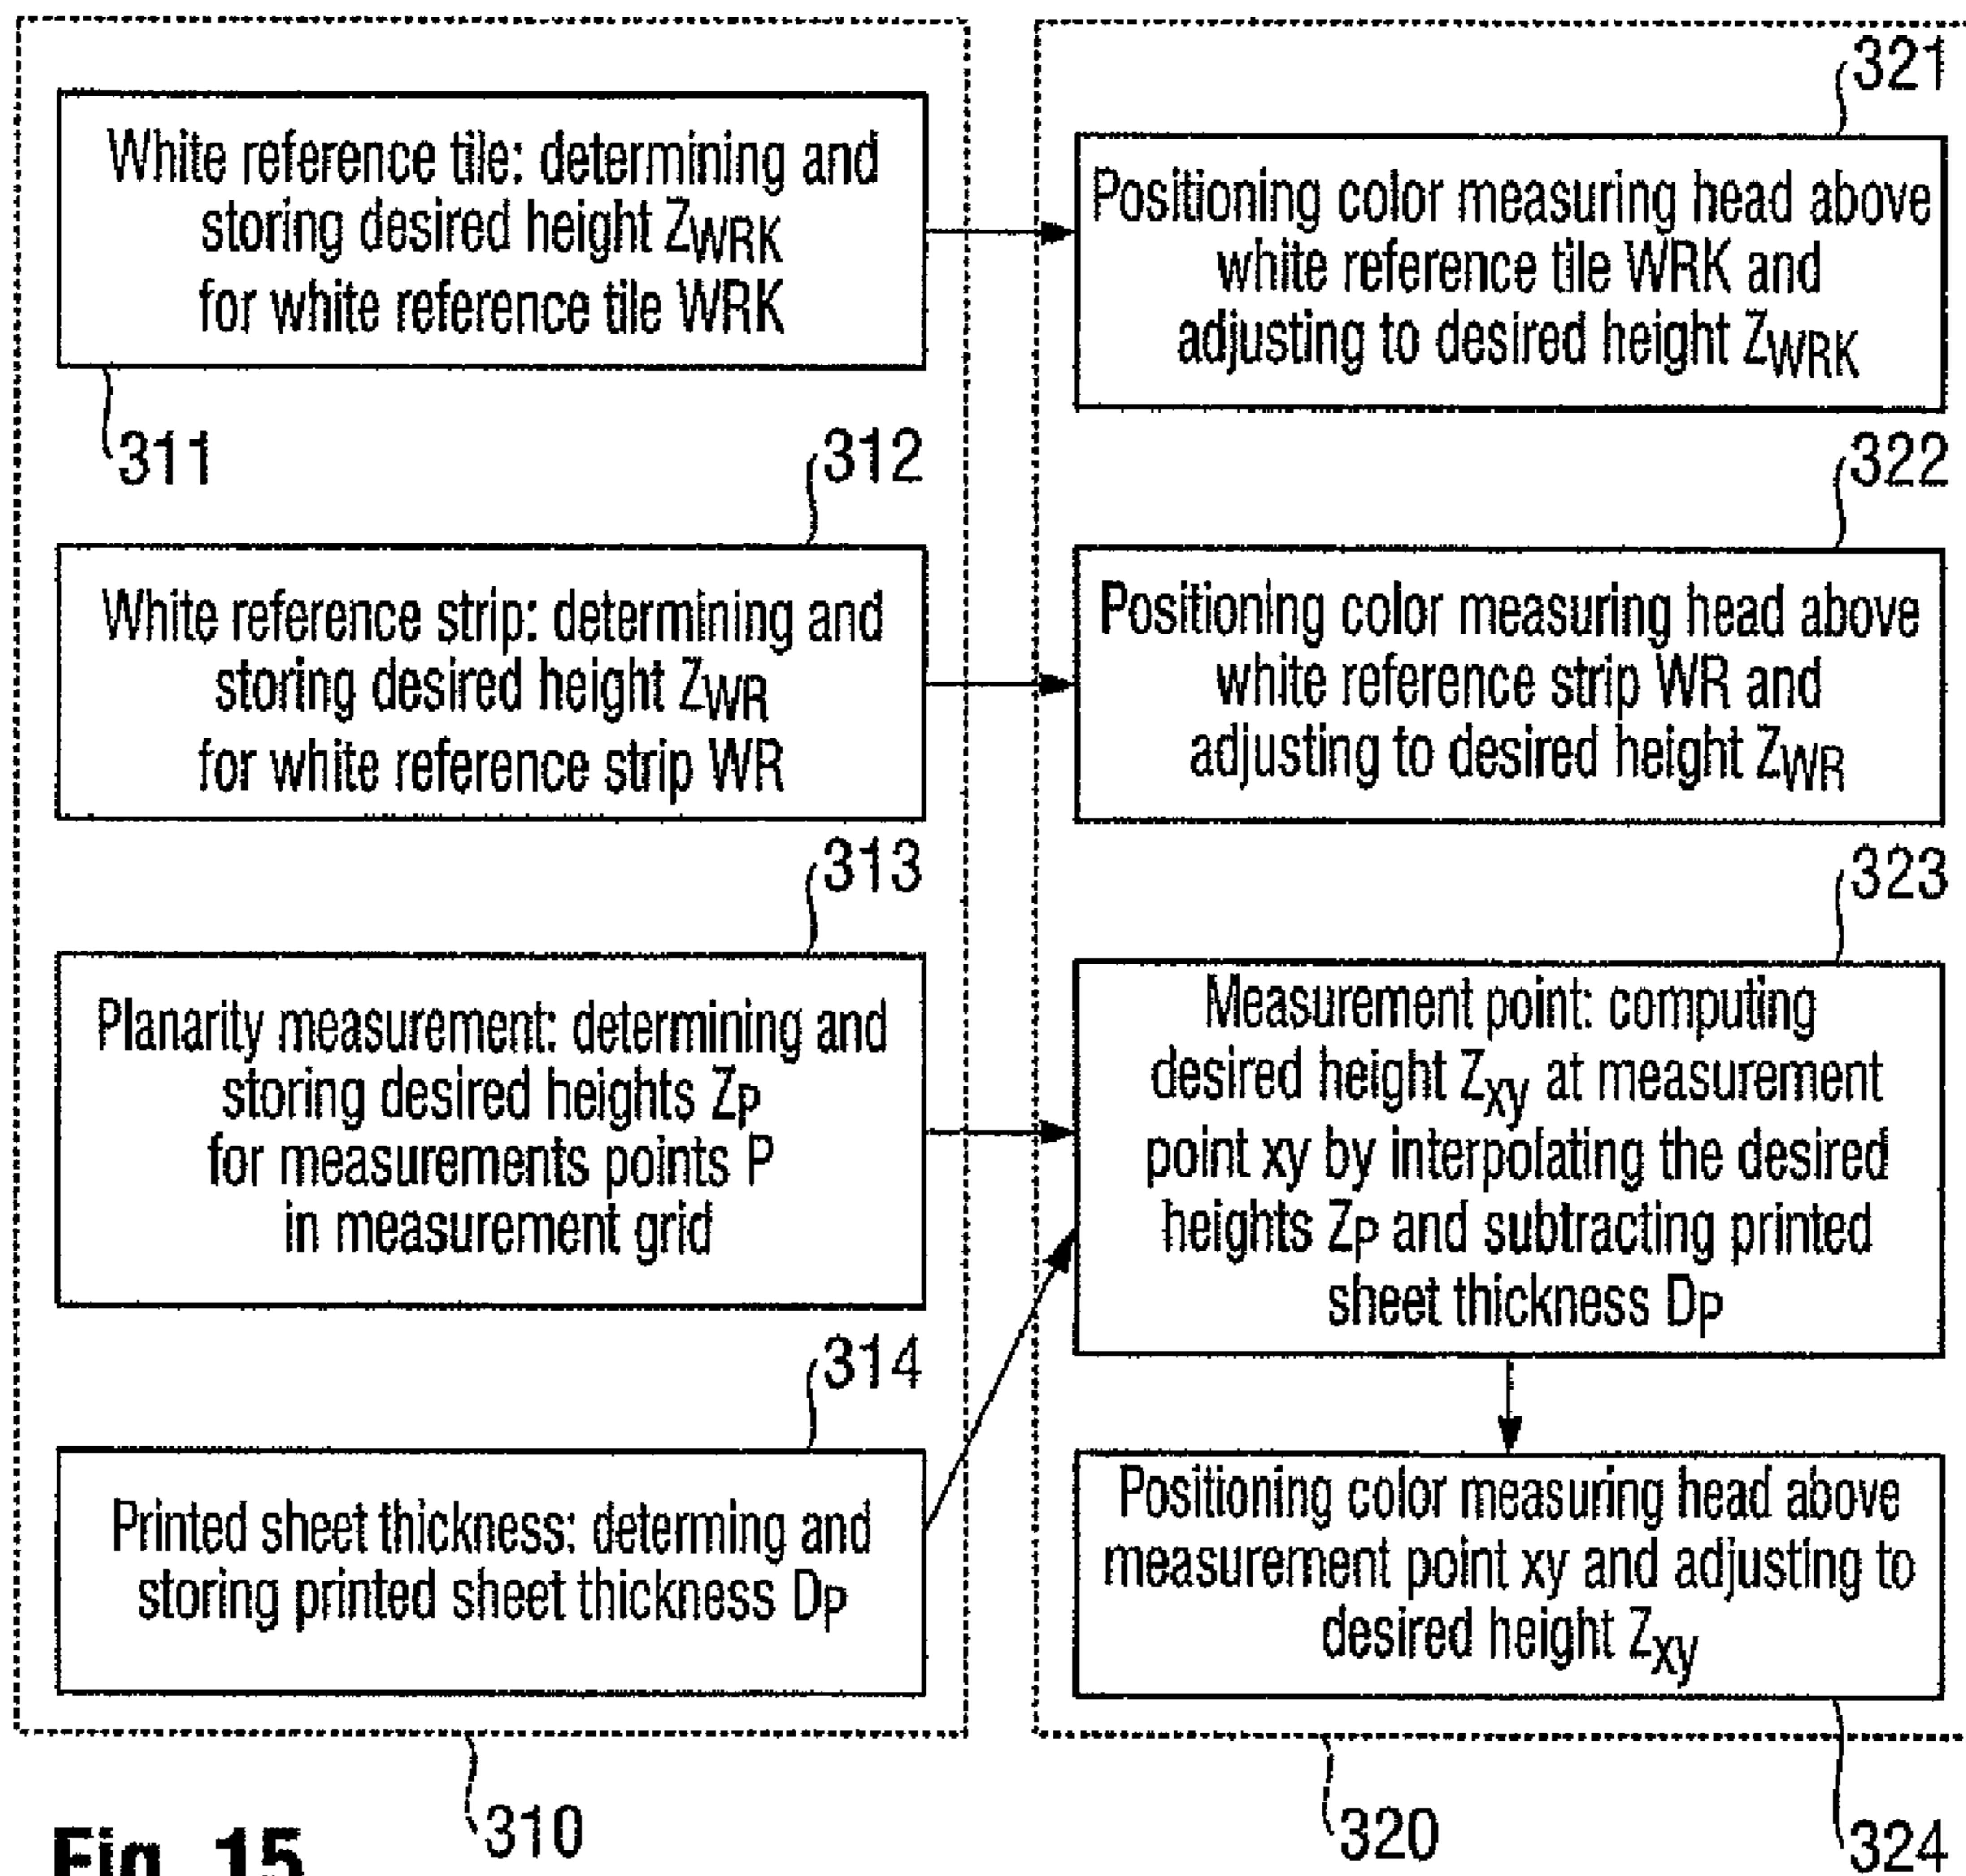 321
White reference tile: determining and
storing desired height ZWRK
for white reference tile WRK
Positioning color measuring head above
white reference tile WRK and
adjusting to desired height ZWRK
311
312
322
White reference strip: determining and
storing desired height ZWR
for white reference strip WR
Positioning color measuring head above
white reference strip WR and
adjusting to desired height ZWR
313
323
Planarity measurement: determining and
storing desired heights ZP
for measurements points P
in measurement grid
Measurement point: computing
desired height Zxy at measurement
point xy by interpolating the desired
heights ZP and subtracting printed
sheet thickness DP
314
Printed sheet thickness: determing and
storing printed sheet thickness DP
Positioning color measuring head above
measurement point xy and adjusting to
desired height Zxy
310
320
324
Fig. 15